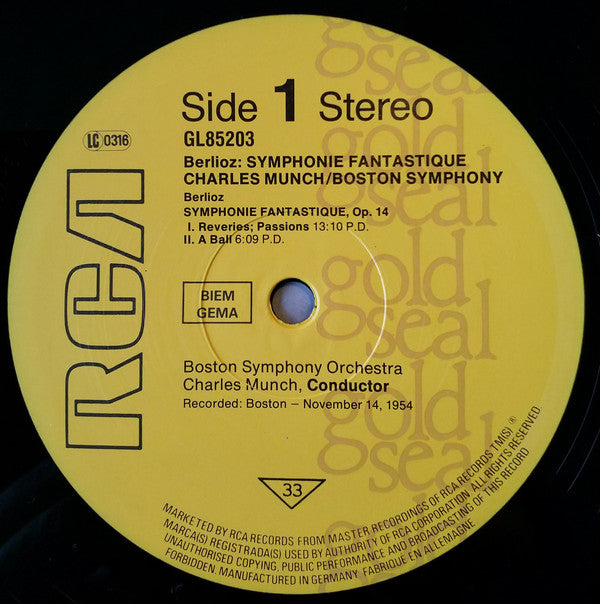 gold
seal
gold
seal
Side 1 Stereo
GL85203
LC 0316
Berlioz: SYMPHONIE FANTASTIQUE
CHARLES MUNCH/BOSTON SYMPHONY
Berlioz
SYMPHONIE FANTASTIQUE, Op. 14
I. Reveries; Passions 13:10 P.D.
II. A Ball 6:09 P.D.
RCA
gold
seal
BIEM
GEMA
Boston Symphony Orchestra
Charles Munch, Conductor
Recorded: Boston – November 14, 1954
gold
seal
33
gold
MARKETED BY RCA RECORDS FROM MASTER RECORDINGS OF RCA RECORDS TM(S) ®
MARCA(S) REGISTRADA(S) USED BY AUTHORITY OF RCA CORPORATION. ALL RIGHTS RESERVED.
UNAUTHORISED COPYING, PUBLIC PERFORMANCE AND BROADCASTING OF THIS RECORD
FORBIDDEN. MANUFACTURED IN GERMANY. FABRIQUE EN ALLEMAGNE